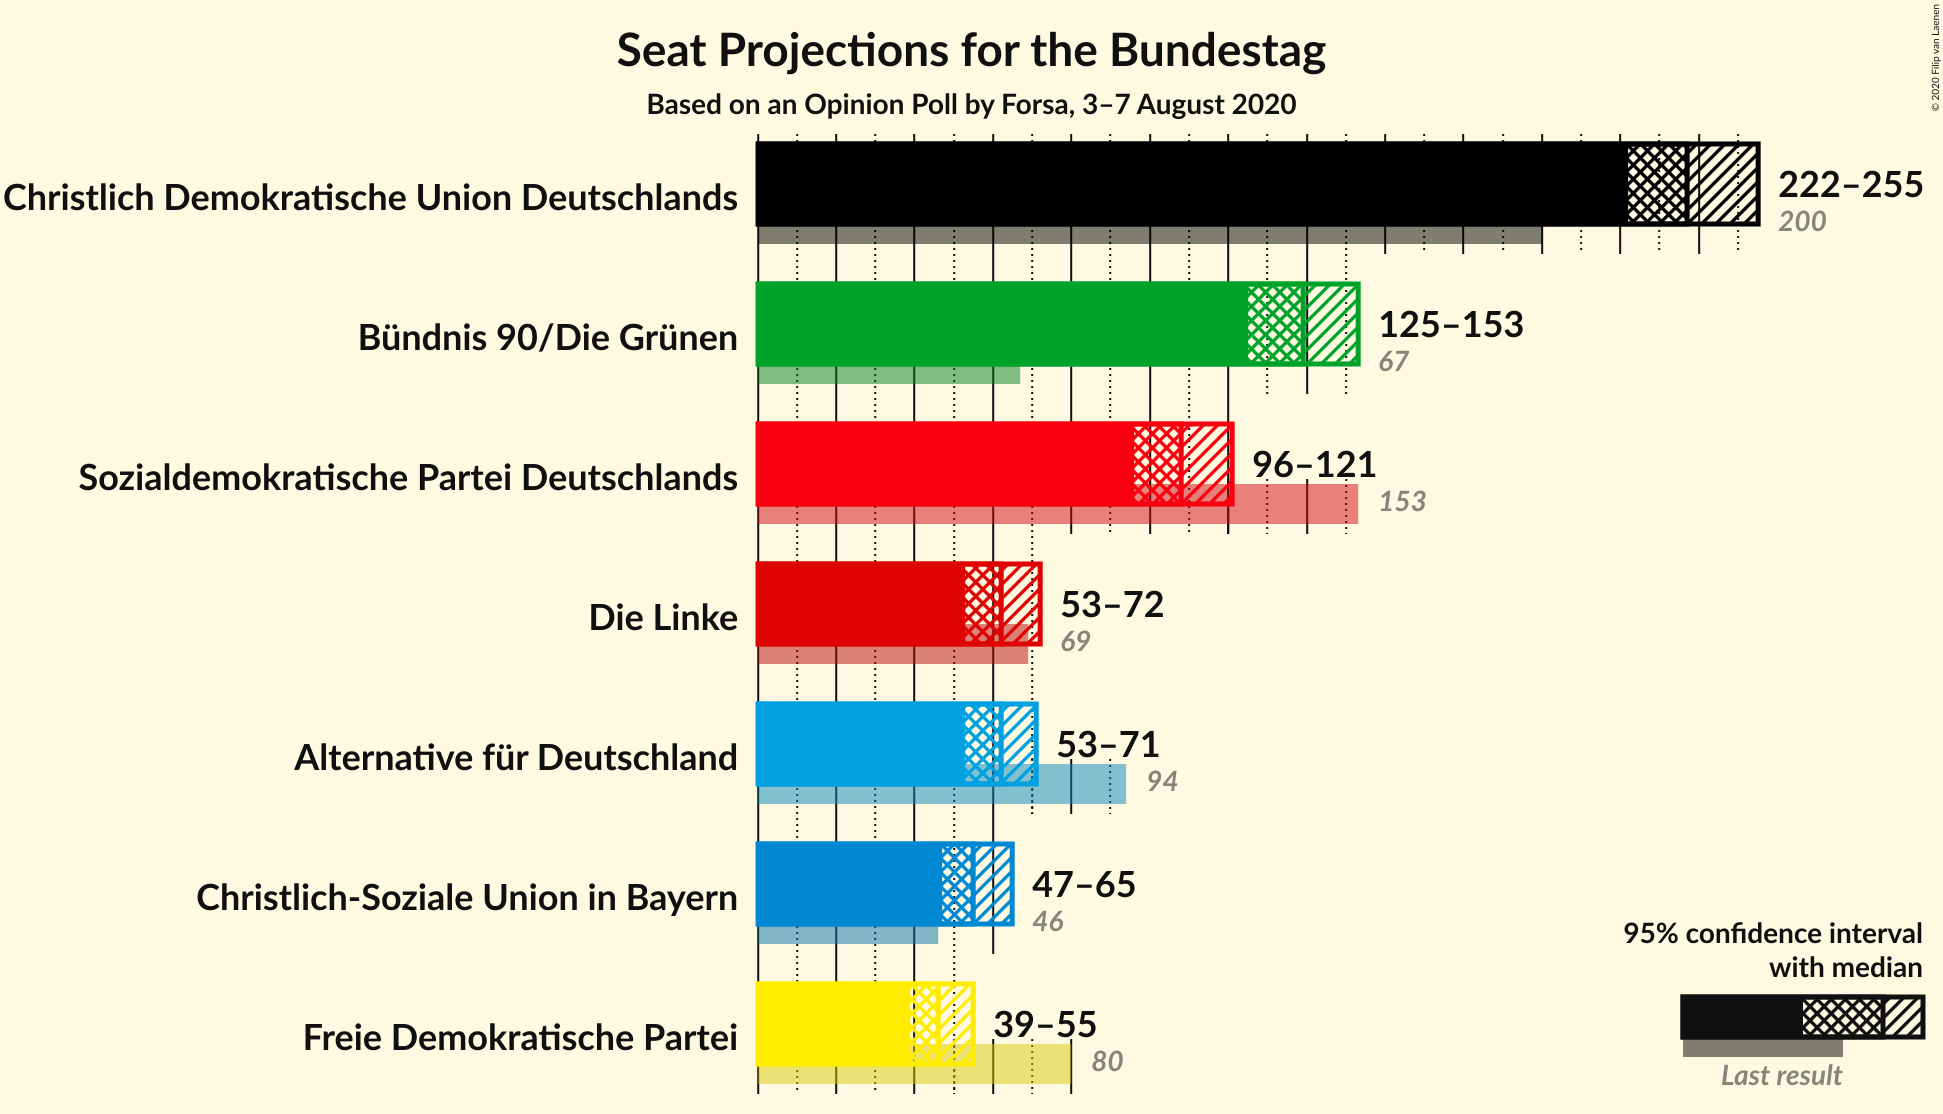 Seat Projections for the Bundestag
Based on an Opinion Poll by Forsa, 3–7 August 2020
© 2020 Filip van Laenen
Christlich Demokratische Union Deutschlands
222–255
200
Bündnis 90/Die Grünen
125–153
67
Sozialdemokratische Partei Deutschlands
96–121
153
Die Linke
53–72
69
Alternative für Deutschland
53–71
94
Christlich-Soziale Union in Bayern
47–65
46
Freie Demokratische Partei
39–55
80
95% confidence interval
with median
Last result